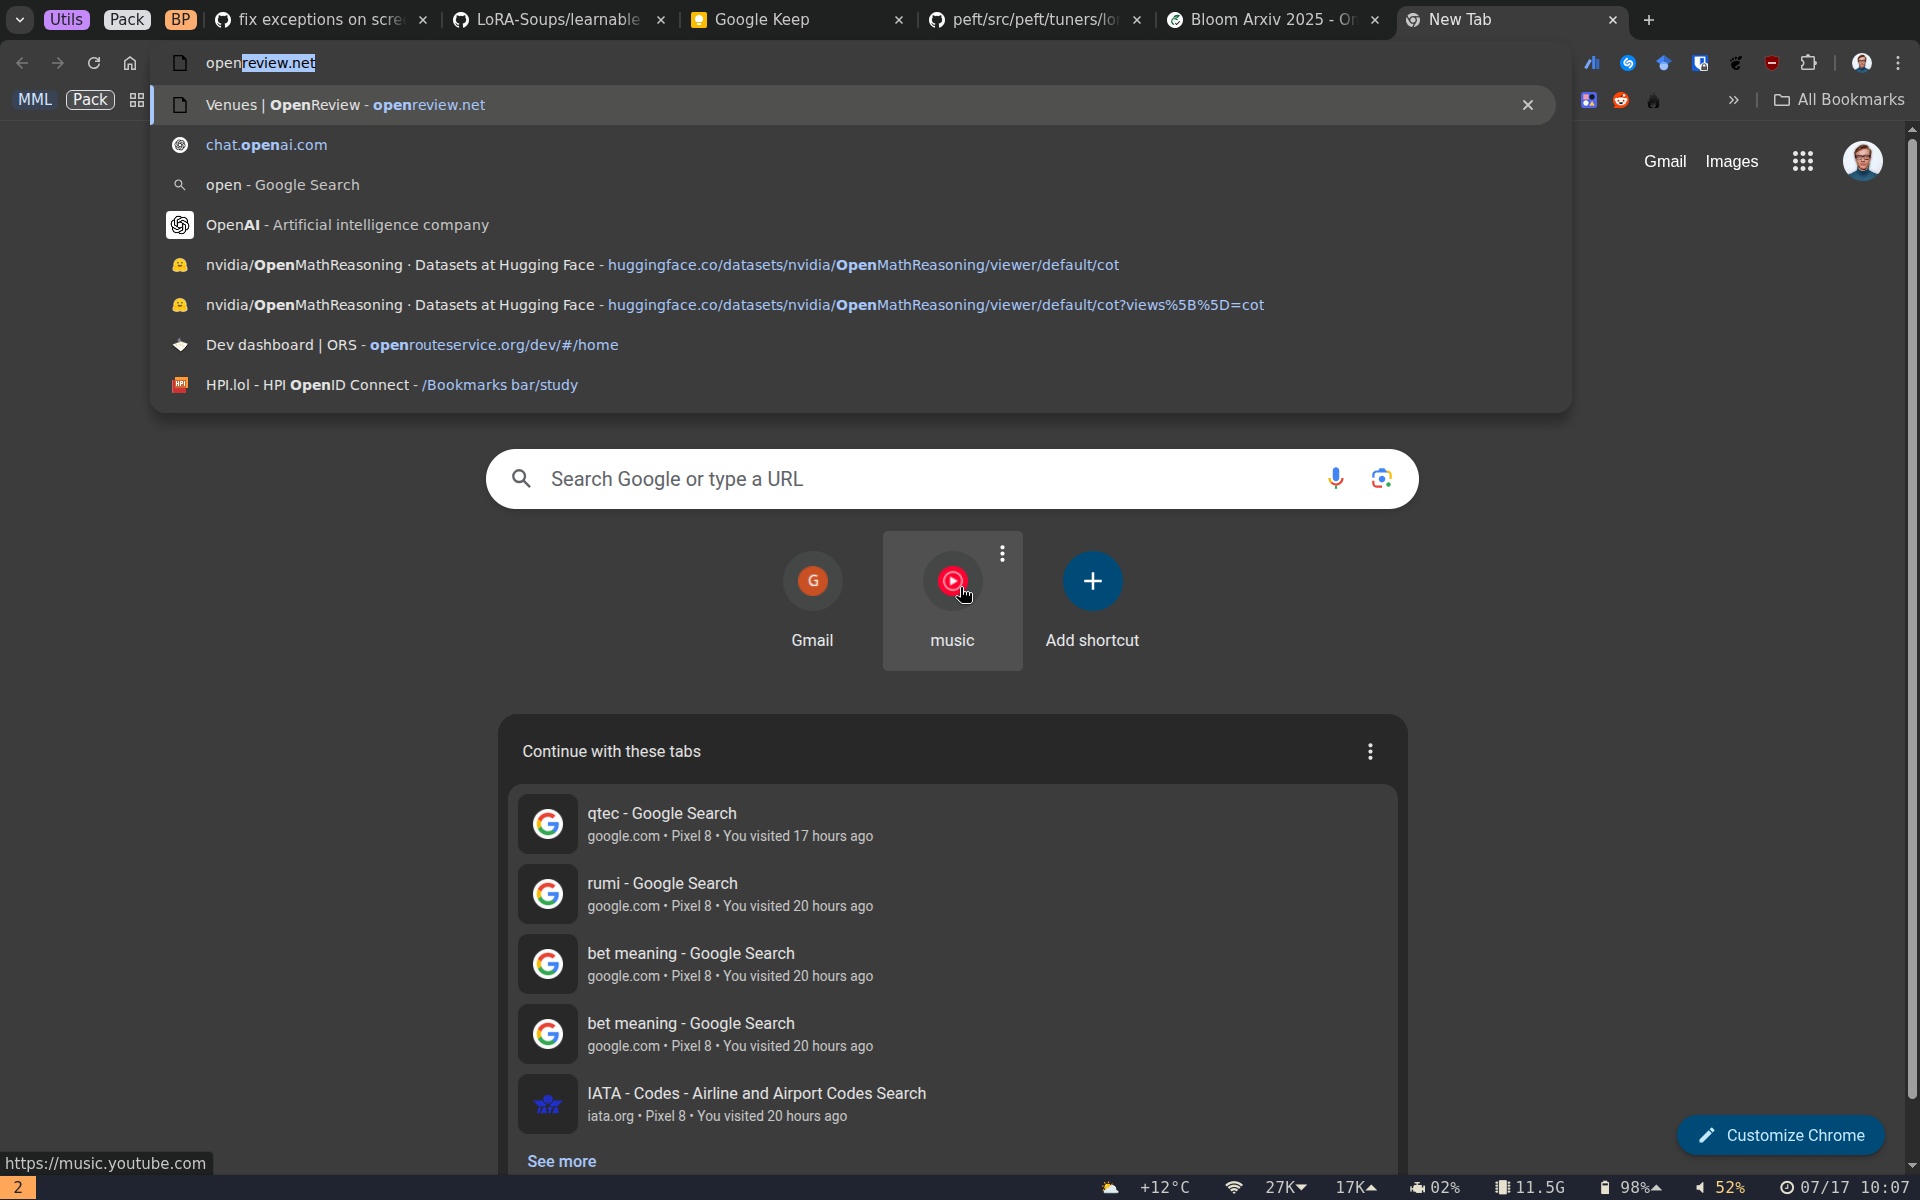 Utils Pack BP fix exceptions on scre LoRA-Soups/learnable Google Keep peft/src/peft/tuners/lo Bloom Arxiv 2025 - O New Tab
openreview.net
MML Pack
All Bookmarks
Venues | OpenReview - openreview.net
chat.openai.com
open - Google Search
OpenAI - Artificial intelligence company
nvidia/OpenMathReasoning · Datasets at Hugging Face - huggingface.co/datasets/nvidia/OpenMathReasoning/viewer/default/cot
nvidia/OpenMathReasoning · Datasets at Hugging Face - huggingface.co/datasets/nvidia/OpenMathReasoning/viewer/default/cot?views%5B%5D=cot
Dev dashboard | ORS - openrouteservice.org/dev/#/home
HPI.lol - HPI OpenID Connect - /Bookmarks bar/study
Gmail Images
Search Google or type a URL
G
Gmail music Add shortcut
Continue with these tabs
qtec - Google Search
google.com • Pixel 8 • You visited 17 hours ago
rumi - Google Search
google.com • Pixel 8 • You visited 20 hours ago
bet meaning - Google Search
google.com • Pixel 8 • You visited 20 hours ago
bet meaning - Google Search
google.com • Pixel 8 • You visited 20 hours ago
IATA - Codes - Airline and Airport Codes Search
iata.org • Pixel 8 • You visited 20 hours ago
See more
Customize Chrome
https://music.youtube.com
2 +12°C 27K 17K 02% 11.5G 98% 52% 07/17 10:07